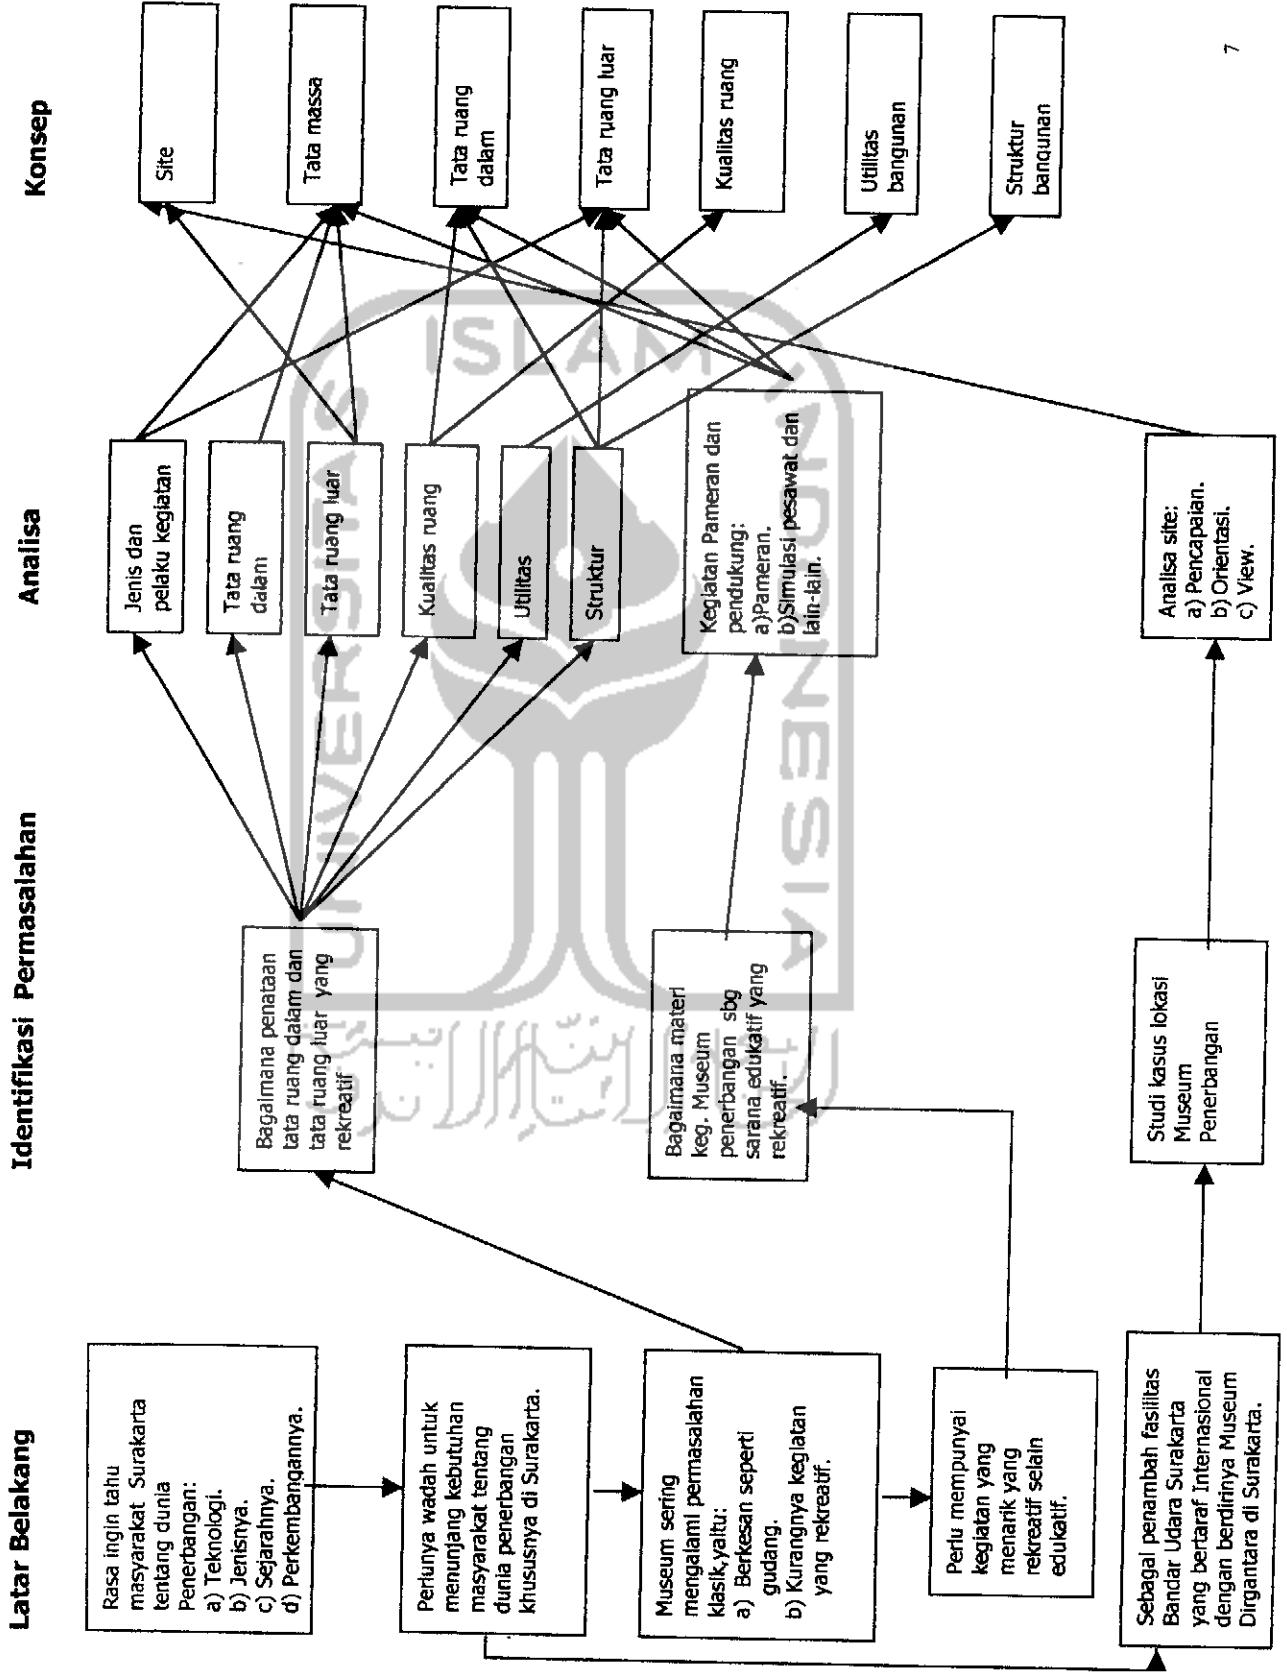 Latar Belakang
Identifikasi Permasalahan
Analisa
Konsep
Rasa ingin tahu
masyarakat Surakarta
tentang dunia
Penerbangan:
a) Teknologi.
b) Jenisnya.
c) Sejarahnya.
d) Perkembangannya.
Perlunya wadah untuk
menunjang kebutuhan
masyarakat tentang
dunia penerbangan
khususnya di Surakarta.
Museum sering
mengalami permasalahan
klasik,yaitu:
a) Berkesan seperti
gudang.
b) Kurangnya kegiatan
yang rekreatif.
Perlu mempunyai
kegiatan yang
menarik yang
rekreatif selain
edukatif.
Sebagai penambah fasilitas
Bandar Udara Surakarta
yang bertaraf Internasional
dengan berdirinya Museum
Dirgantara di Surakarta.
Bagaimana penataan
tata ruang dalam dan
tata ruang luar yang
rekreatif
Bagaimana materi
keg. Museum
penerbangan sbg
sarana edukatif yang
rekreatif.
Studi kasus lokasi
Museum
Penerbangan
Jenis dan
pelaku kegiatan
Tata ruang
dalam
Tata ruang luar
Kualitas ruang
Utilitas
Struktur
Kegiatan Pameran dan
pendukung:
a)Pameran.
b)Simulasi pesawat dan
lain-lain.
Analisa site:
a) Pencapaian.
b) Orientasi.
c) View.
Site
Tata massa
Tata ruang
dalam
Tata ruang luar
Kualitas ruang
Utilitas
bangunan
Struktur
bangunan
7
UNIVERSITAS
ISLAM
INDONESIA